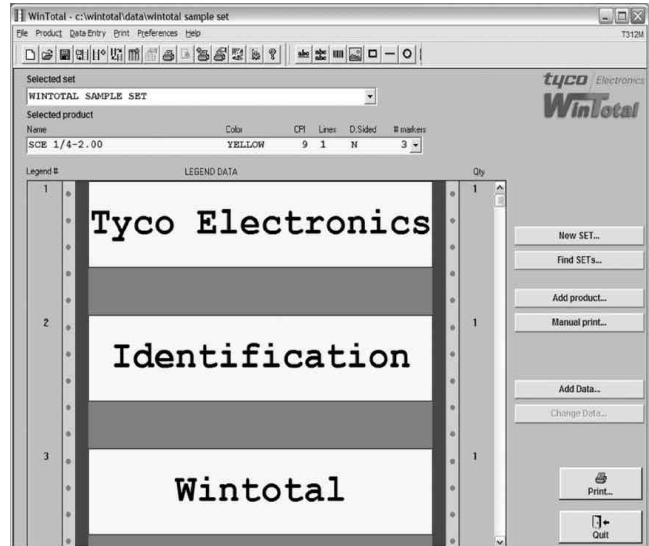 WinTotal - c:\wintotal\data\wintotal sample set
File Product Data Entry Print Preferences Help
T312M
Selected set
WINTOTAL SAMPLE SET
tyco Electronics
WinTotal
Selected product
Name Color CPI Lines D.Sided # markers
SCE 1/4-2.00 YELLOW 9 1 N 3
Legend # LEGEND DATA Qty
1 Tyco Electronics 1
New SET...
Find SETs...
Add product...
2 Identification 1
Manual print...
Add Data...
Change Data...
3 Wintotal 1
Print...
Quit